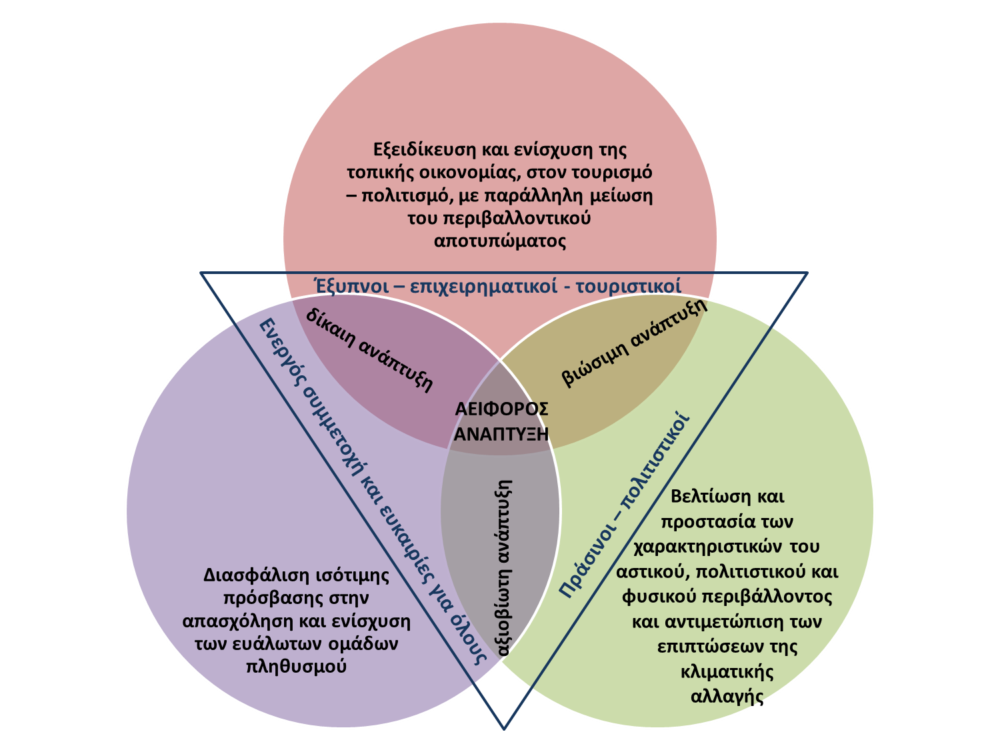 Εξειδίκευση και ενίσχυση της
τοπικής οικονομίας, στον τουρισμό
– πολιτισμό, με παράλληλη μείωση
του περιβαλλοντικού
αποτυπώματος
Έξυπνοι – επιχειρηματικοί - τουριστικοί
δίκαιη ανάπτυξη
βιώσιμη ανάπτυξη
ΑΕΙΦΟΡΟΣ
ΑΝΑΠΤΥΞΗ
Ενεργός συμμετοχή και ευκαιρίες για όλους
Πράσινοι – πολιτιστικοί
αξιοβίωτη ανάπτυξη
Διασφάλιση ισότιμης
πρόσβασης στην
απασχόληση και ενίσχυση
των ευάλωτων ομάδων
πληθυσμού
Βελτίωση και
προστασία των
χαρακτηριστικών του
αστικού, πολιτιστικού και
φυσικού περιβάλλοντος
και αντιμετώπιση των
επιπτώσεων της
κλιματικής
αλλαγής